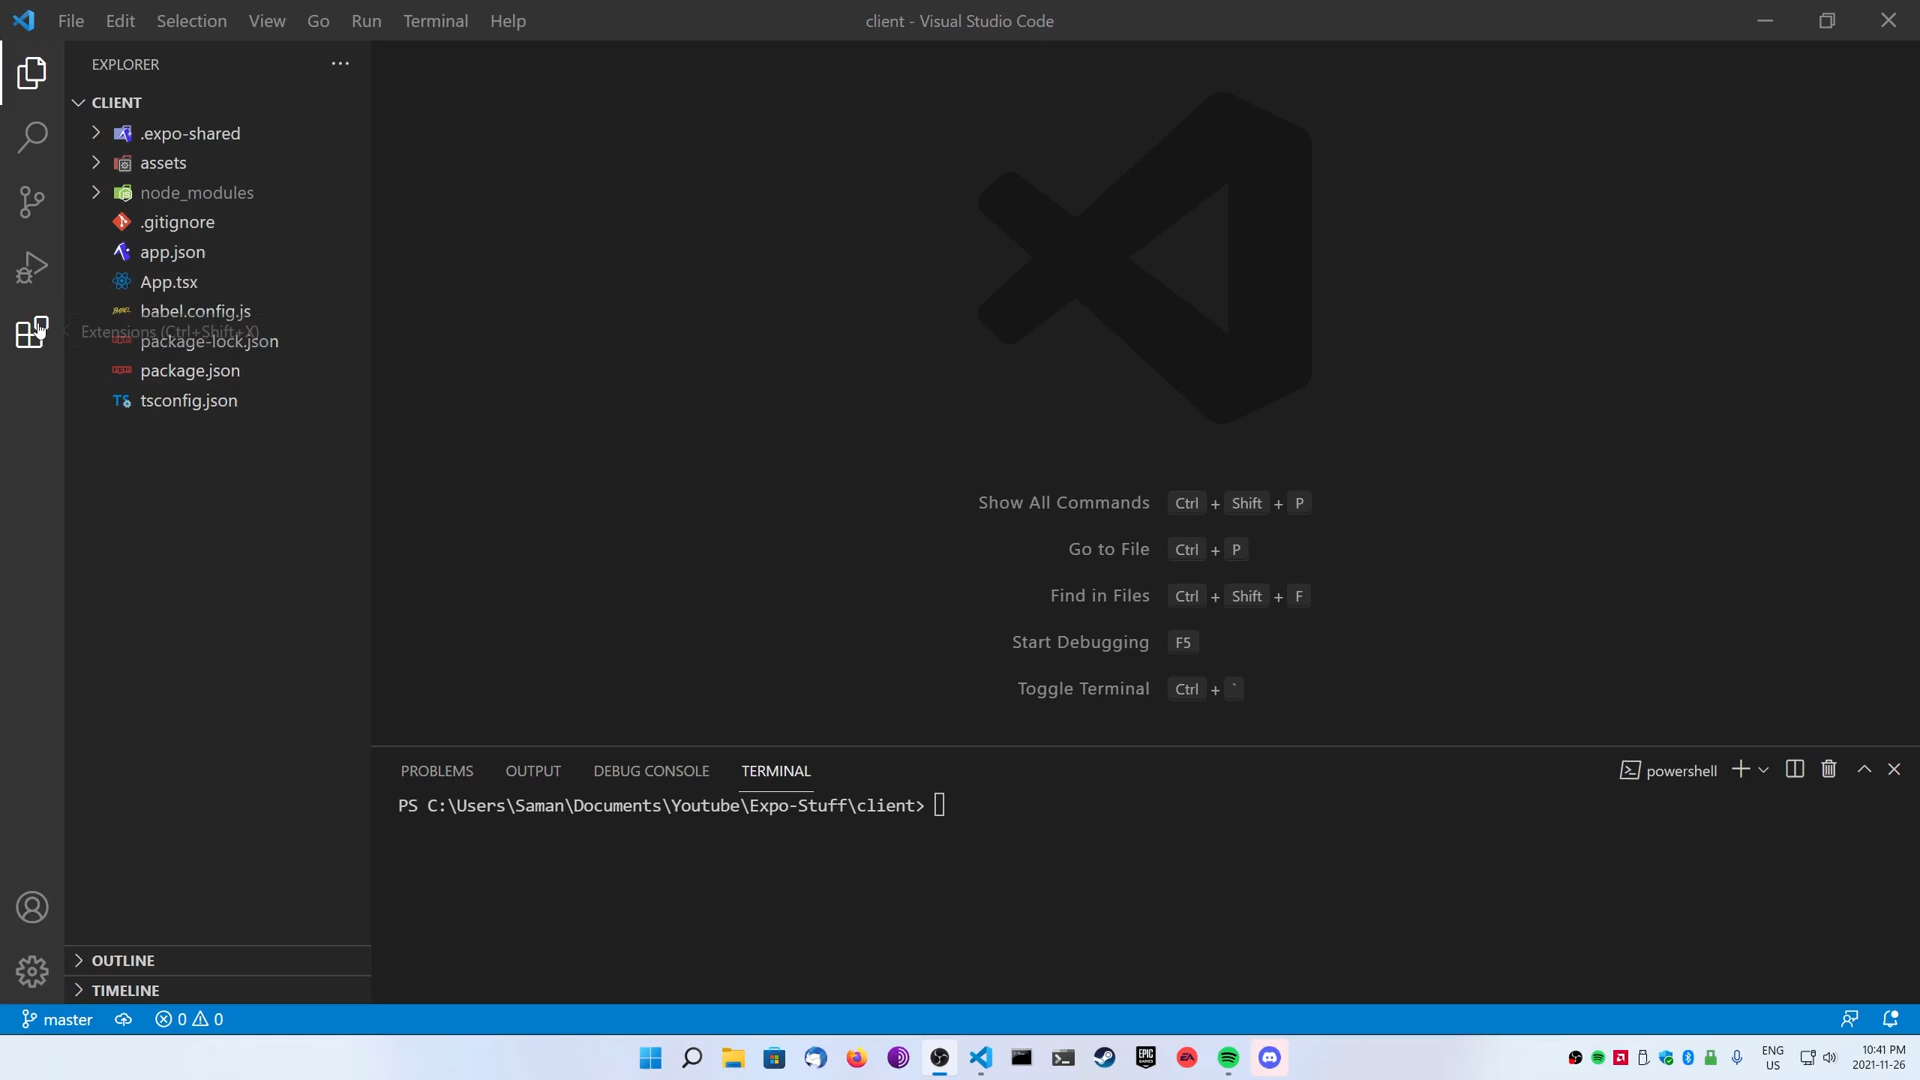 File Edit Selection View Go Run Terminal Help
client - Visual Studio Code
EXPLORER
CLIENT
.expo-shared
assets
node_modules
.gitignore
app.json
App.tsx
babel.config.js
Extensions (Ctrl+Shift+X)
package-lock.json
package.json
tsconfig.json
Show All Commands Ctrl + Shift + P
Go to File Ctrl + P
Find in Files Ctrl + Shift + F
Start Debugging F5
Toggle Terminal Ctrl + `
PROBLEMS OUTPUT DEBUG CONSOLE TERMINAL
powershell
PS C:\Users\Saman\Documents\Youtube\Expo-Stuff\client>
OUTLINE
TIMELINE
master 0 0
EPIC GAMES
EA
ENG
US
10:41 PM
2021-11-26